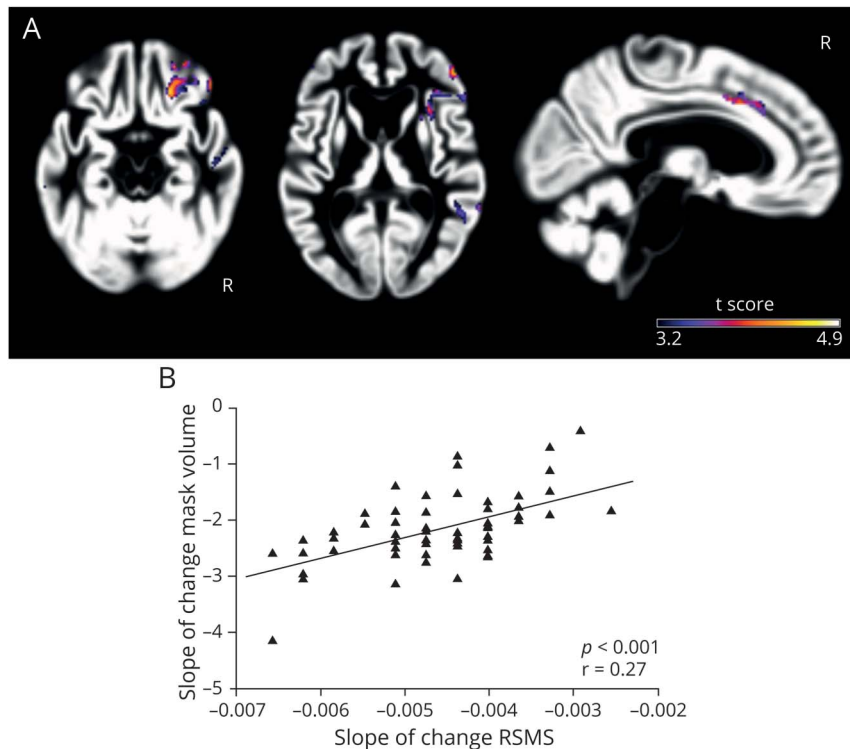 A
R
R
R
t score
3.2 4.9
B
Slope of change mask volume
0
−1
−2
−3
−4
−5
p < 0.001
r = 0.27
−0.007 −0.006 −0.005 −0.004 −0.003 −0.002
Slope of change RSMS